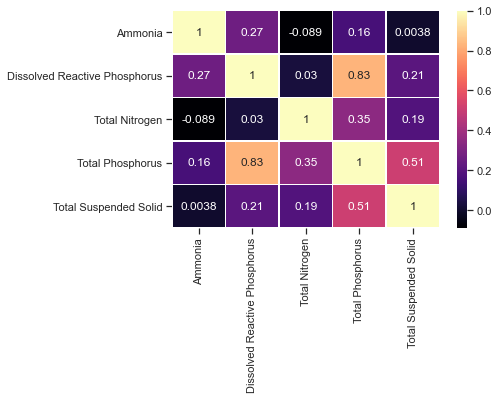 Ammonia 1 0.27 -0.089 0.16 0.0038
Dissolved Reactive Phosphorus 0.27 1 0.03 0.83 0.21
Total Nitrogen -0.089 0.03 1 0.35 0.19
Total Phosphorus 0.16 0.83 0.35 1 0.51
Total Suspended Solid 0.0038 0.21 0.19 0.51 1
Ammonia
Dissolved Reactive Phosphorus
Total Nitrogen
Total Phosphorus
Total Suspended Solid
1.0
0.8
0.6
0.4
0.2
0.0